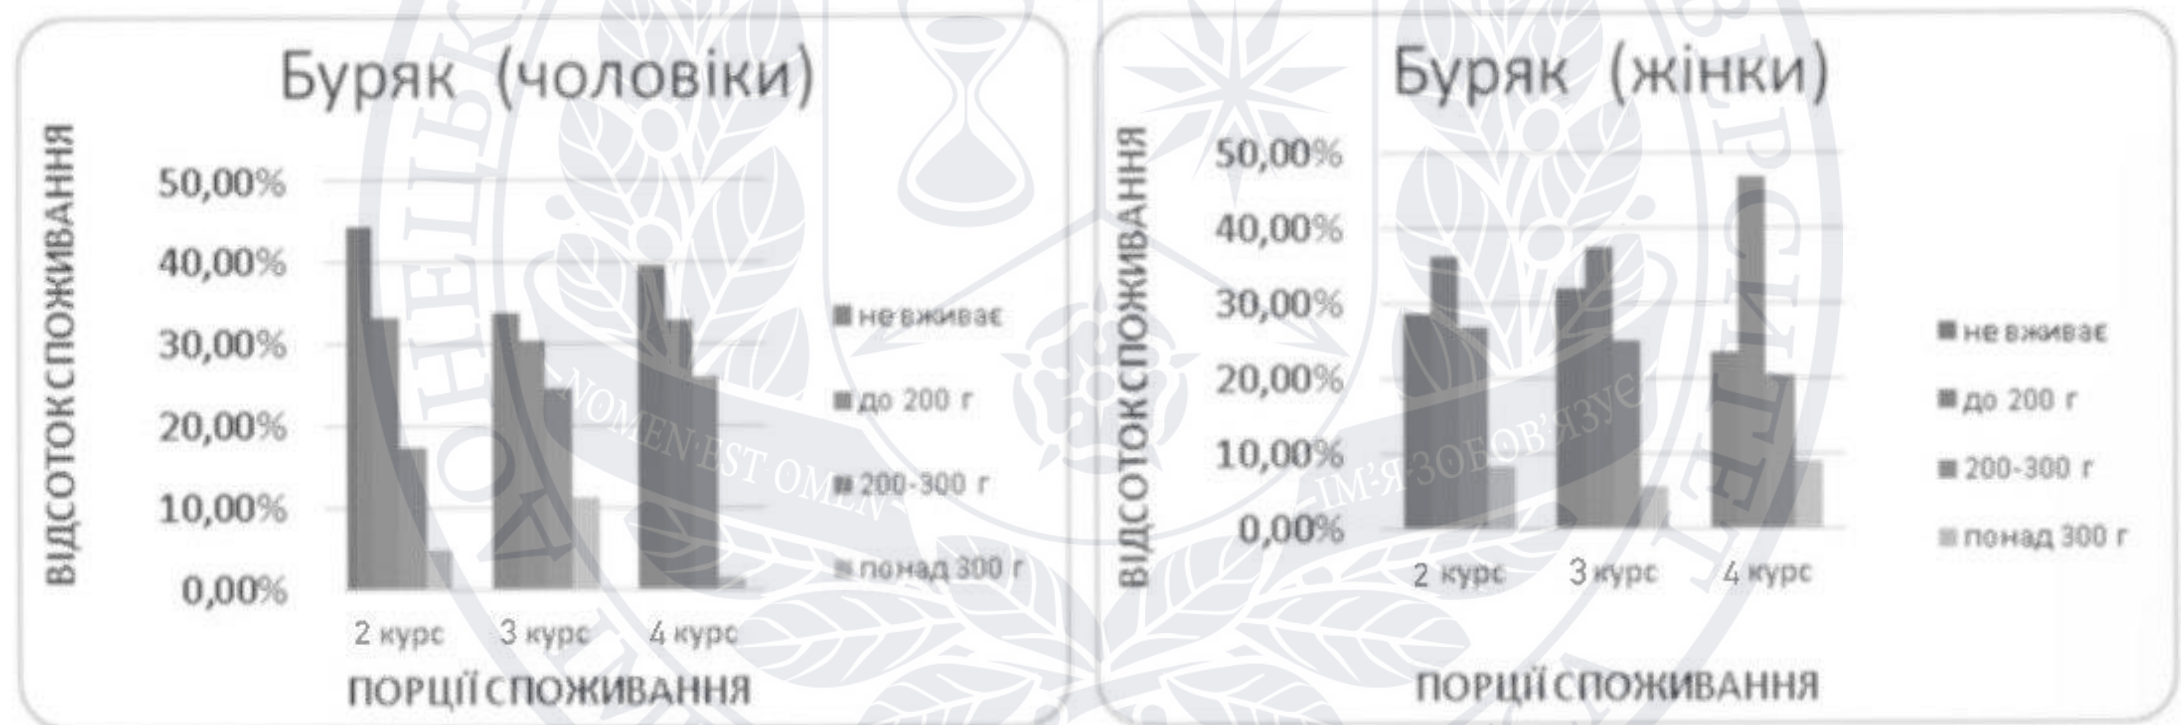 Буряк (чоловіки)
ВІДСОТОК СПОЖИВАННЯ
50,00%
40,00%
30,00%
20,00%
10,00%
0,00%
2 курс 3 курс 4 курс
ПОРЦІЇ СПОЖИВАННЯ
не вживає
до 200 г
200-300 г
понад 300 г
Буряк (жінки)
ВІДСОТОК СПОЖИВАННЯ
50,00%
40,00%
30,00%
20,00%
10,00%
0,00%
2 курс 3 курс 4 курс
ПОРЦІЇ СПОЖИВАННЯ
не вживає
до 200 г
200-300 г
понад 300 г
NOMEN·EST·OMEN
ІМ'Я·ЗОБОВ'ЯЗУЄ